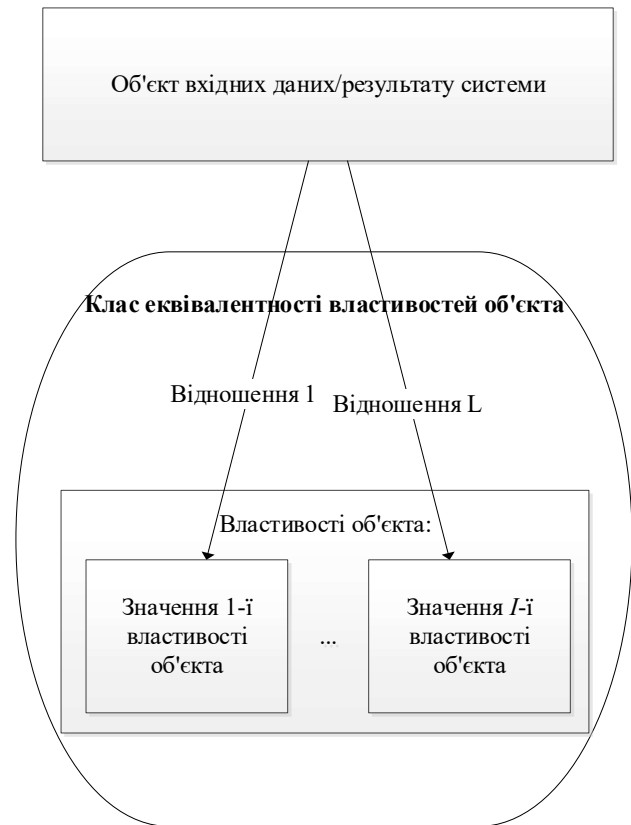 Об'єкт вхідних даних/результату системи
Клас еквівалентності властивостей об'єкта
Відношення 1
Відношення L
Властивості об'єкта:
Значення 1-ї
властивості
об'єкта
...
Значення I-ї
властивості
об'єкта